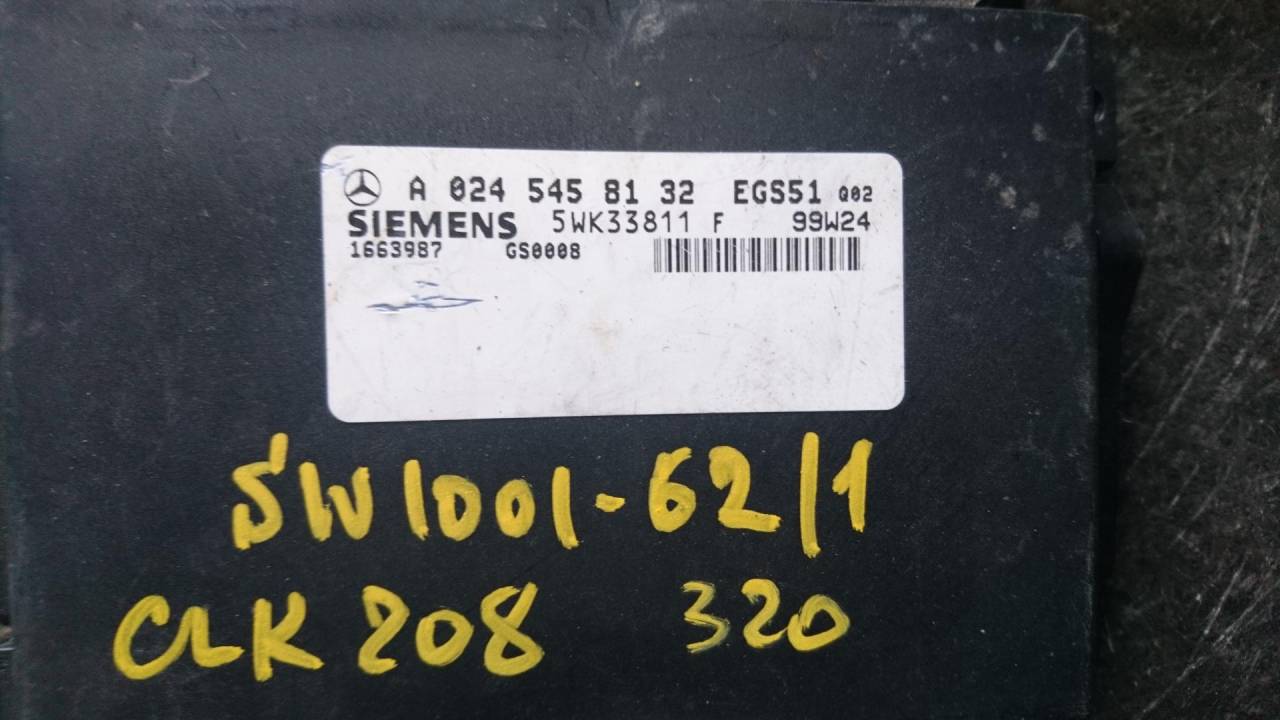 A 024 545 81 32 EGS51 Q02
SIEMENS 5WK33811 F 99W24
1663987 GS0008
SW1001-62/1
CLK 208 320